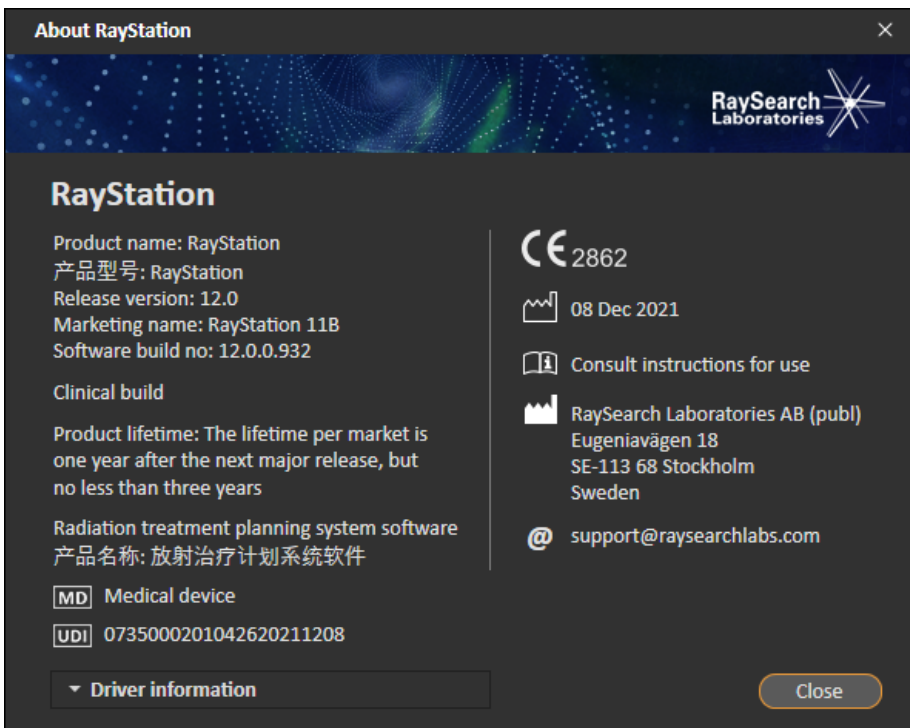 About RayStation
RaySearch
Laboratories
RayStation
Product name: RayStation
产品型号: RayStation
Release version: 12.0
Marketing name: RayStation 11B
Software build no: 12.0.0.932
Clinical build
Product lifetime: The lifetime per market is
one year after the next major release, but
no less than three years
Radiation treatment planning system software
产品名称: 放射治疗计划系统软件
MD Medical device
UDI 0735000201042620211208
Driver information
CE 2862
08 Dec 2021
Consult instructions for use
RaySearch Laboratories AB (publ)
Eugeniavägen 18
SE-113 68 Stockholm
Sweden
@ support@raysearchlabs.com
Close